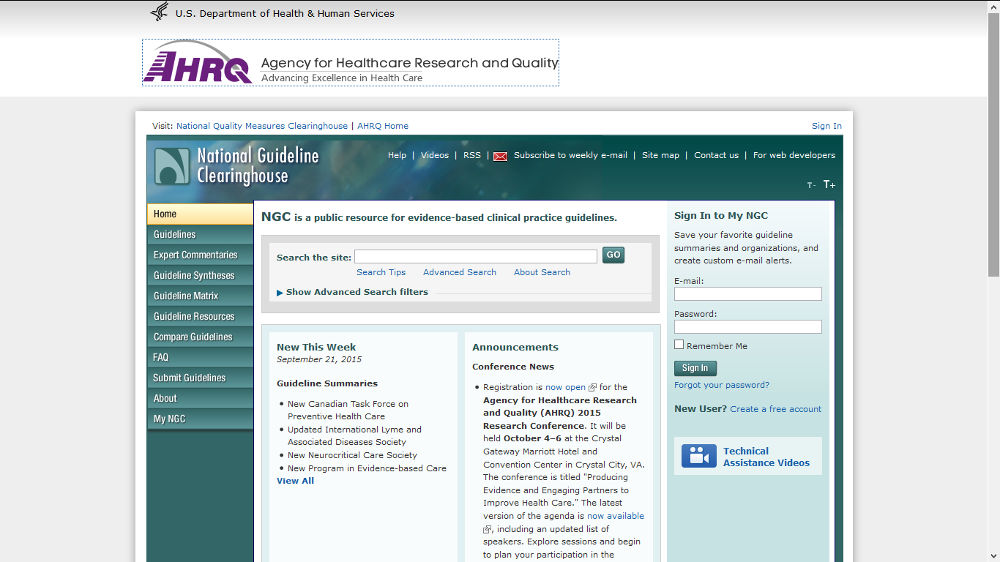 U.S. Department of Health & Human Services
AHRQ
Agency for Healthcare Research and Quality
Advancing Excellence in Health Care
Visit: National Quality Measures Clearinghouse | AHRQ Home
Sign In
National Guideline
Clearinghouse
Help | Videos | RSS | Subscribe to weekly e-mail | Site map | Contact us | For web developers
T- T+
Home
Guidelines
Expert Commentaries
Guideline Syntheses
Guideline Matrix
Guideline Resources
Compare Guidelines
FAQ
Submit Guidelines
About
My NGC
NGC is a public resource for evidence-based clinical practice guidelines.
Search the site:
GO
Search Tips Advanced Search About Search
Show Advanced Search filters
New This Week
September 21, 2015
Guideline Summaries
• New Canadian Task Force on
Preventive Health Care
• Updated International Lyme and
Associated Diseases Society
• New Neurocritical Care Society
• New Program in Evidence-based Care
View All
Announcements
Conference News
• Registration is now open for the
Agency for Healthcare Research
and Quality (AHRQ) 2015
Research Conference. It will be
held October 4–6 at the Crystal
Gateway Marriott Hotel and
Convention Center in Crystal City, VA.
The conference is titled "Producing
Evidence and Engaging Partners to
Improve Health Care." The latest
version of the agenda is now available
, including an updated list of
speakers. Explore sessions and begin
to plan your participation in the
Sign In to My NGC
Save your favorite guideline
summaries and organizations, and
create custom e-mail alerts.
E-mail:
Password:
Remember Me
Sign In
Forgot your password?
New User? Create a free account
Technical
Assistance Videos